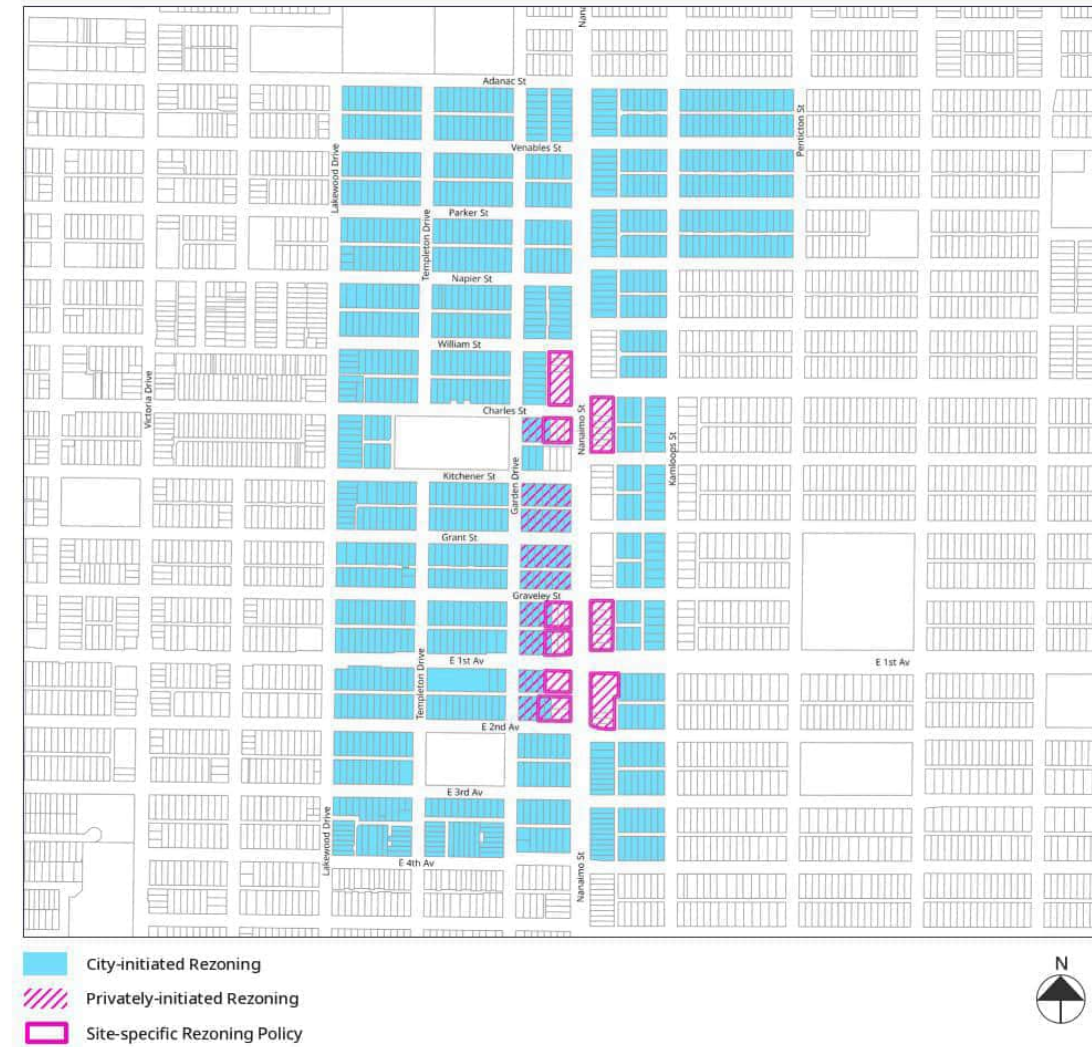 Nana
Adanac St
Penticton St
Venables St
Lakewood Drive
Parker St
Templeton Drive
Napier St
William St
Victoria Drive
Charles St
Nanaimo St
Kamloops St
Kitchener St
Garden Drive
Grant St
Graveley St
E 1st Av
E 1st Av
Templeton Drive
E 2nd Av
E 3rd Av
Lakewood Drive
Nanaimo St
E 4th Av
City-initiated Rezoning
N
Privately-initiated Rezoning
Site-specific Rezoning Policy